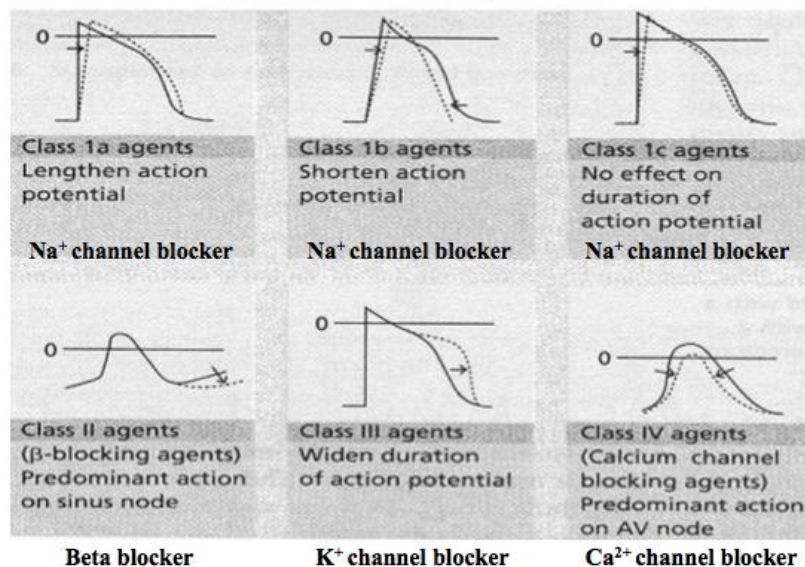 0
Class 1a agents
Lengthen action
potential
Na⁺ channel blocker
0
Class 1b agents
Shorten action
potential
Na⁺ channel blocker
0
Class 1c agents
No effect on
duration of
action potential
Na⁺ channel blocker
0
Class II agents
(β-blocking agents)
Predominant action
on sinus node
Beta blocker
0
Class III agents
Widen duration
of action potential
K⁺ channel blocker
0
Class IV agents
(Calcium channel
blocking agents)
Predominant action
on AV node
Ca²⁺ channel blocker